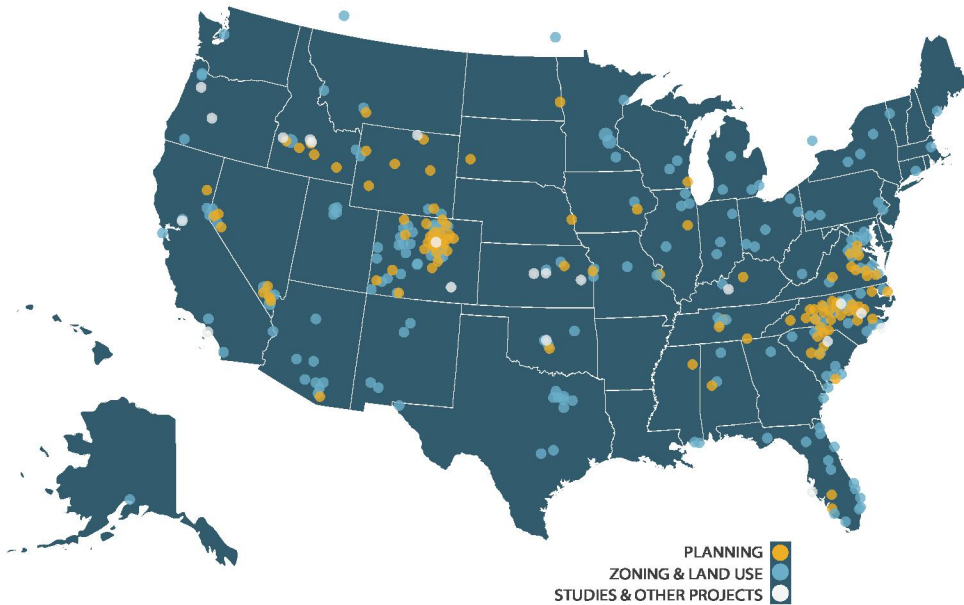 PLANNING
ZONING & LAND USE
STUDIES & OTHER PROJECTS